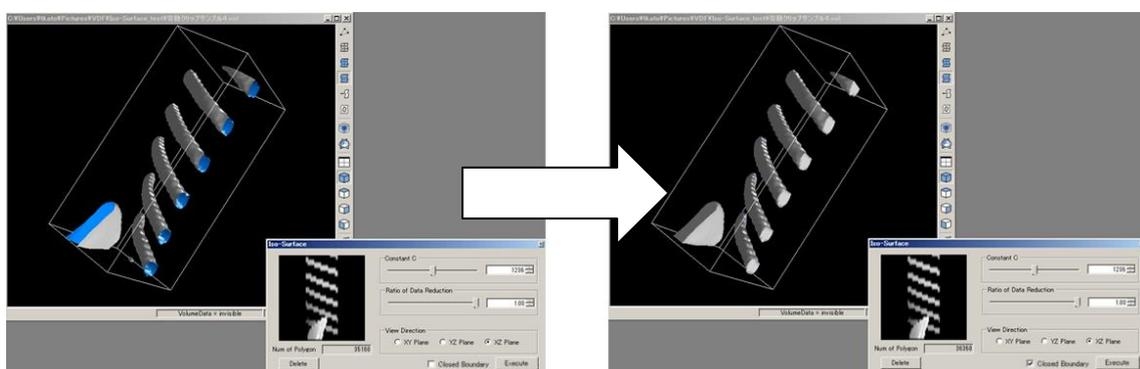 Iso-Surface
Constant C
1206
Ratio of Data Reduction
1.00
View Direction
XY Plane
YZ Plane
XZ Plane
Num of Polygon
Delete
Closed Boundary
Execute
VolumeData = invisible
Iso-Surface
Constant C
1206
Ratio of Data Reduction
1.00
View Direction
XY Plane
YZ Plane
XZ Plane
Num of Polygon
Delete
Closed Boundary
Execute
VolumeData = invisible